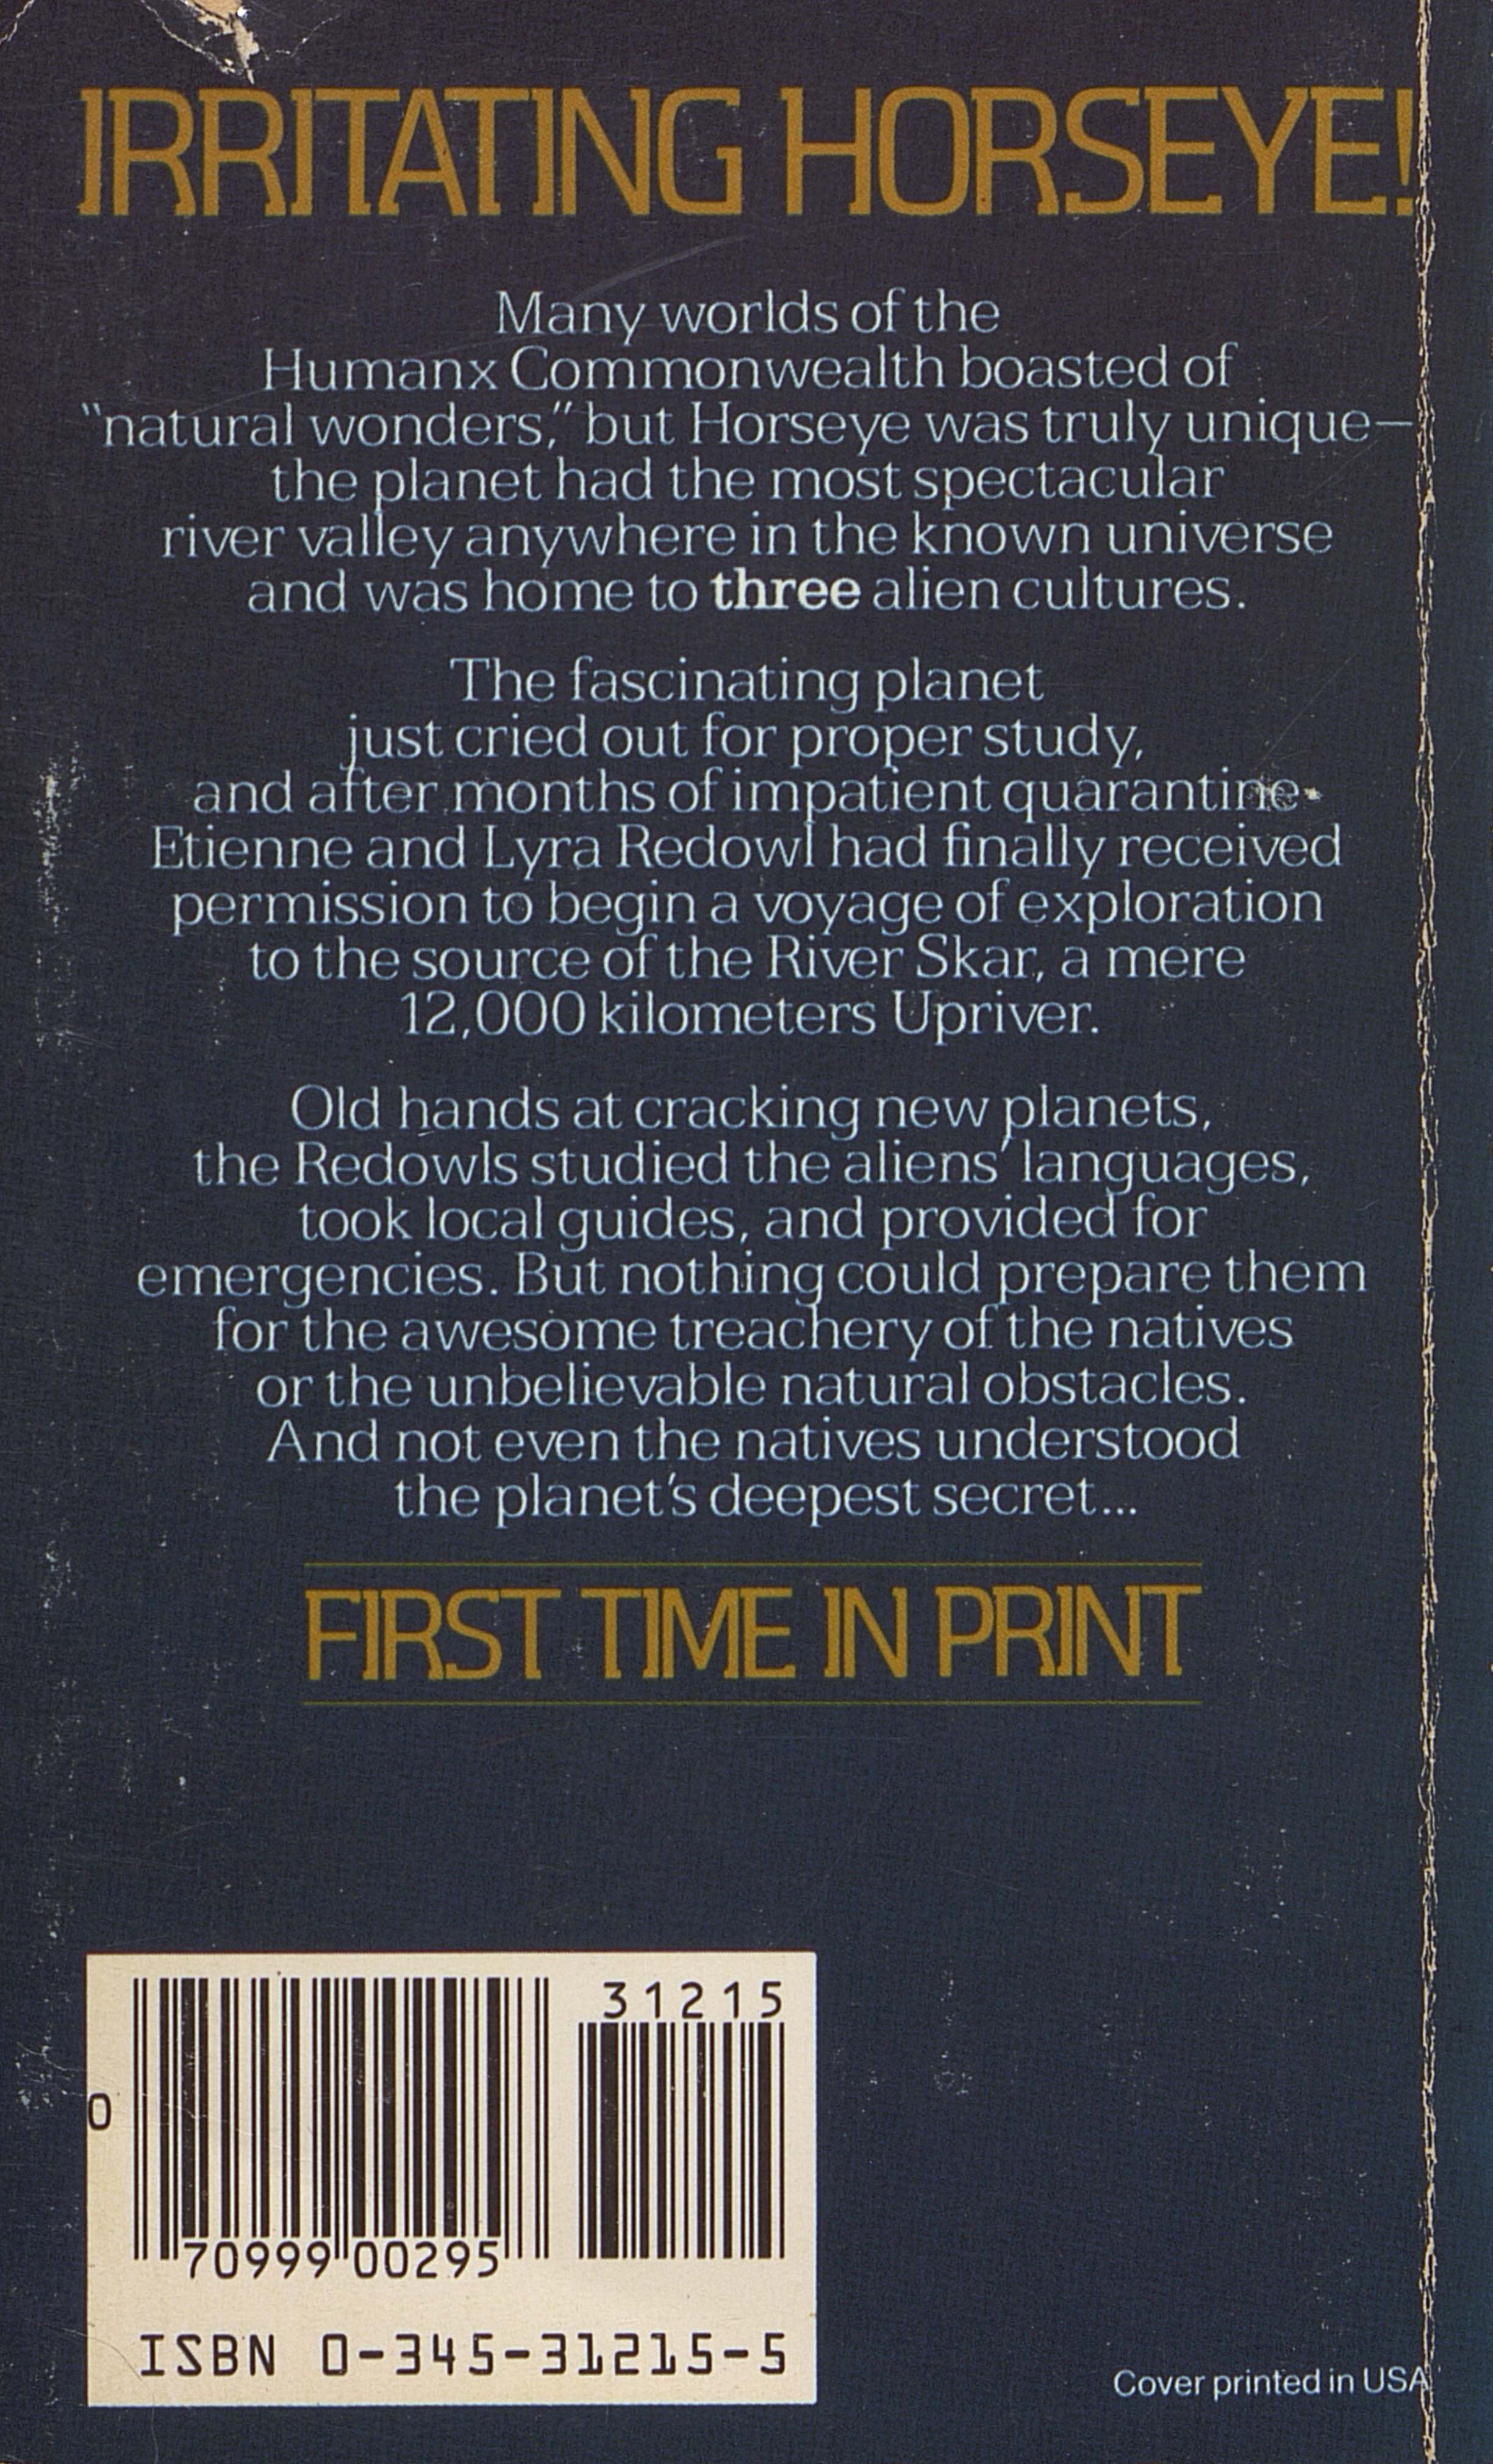 IRRITATING HORSEYE!
Many worlds of the
Humanx Commonwealth boasted of
"natural wonders," but Horseye was truly unique—
the planet had the most spectacular
river valley anywhere in the known universe
and was home to three alien cultures.
The fascinating planet
just cried out for proper study,
and after months of impatient quarantine
Etienne and Lyra Redowl had finally received
permission to begin a voyage of exploration
to the source of the River Skar, a mere
12,000 kilometers Upriver.
Old hands at cracking new planets,
the Redowls studied the aliens' languages,
took local guides, and provided for
emergencies. But nothing could prepare them
for the awesome treachery of the natives
or the unbelievable natural obstacles.
And not even the natives understood
the planet's deepest secret...
FIRST TIME IN PRINT
31215
0
70999 00295
ISBN 0-345-31215-5
Cover printed in USA